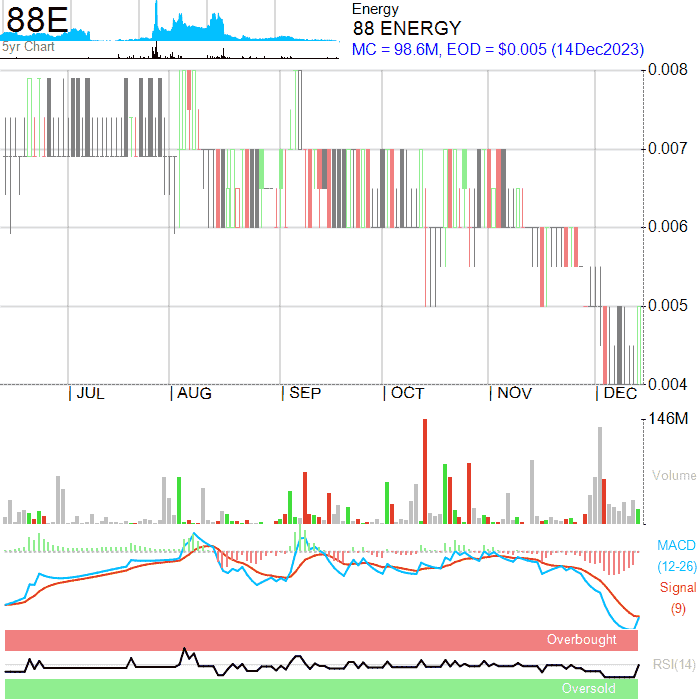 88E
5yr Chart
Energy
88 ENERGY
MC = 98.6M, EOD = $0.005 (14Dec2023)
0.008
0.007
0.006
0.005
0.004
JUL AUG SEP OCT NOV DEC
146M
Volume
MACD
(12-26)
Signal
(9)
Overbought
RSI(14)
Oversold